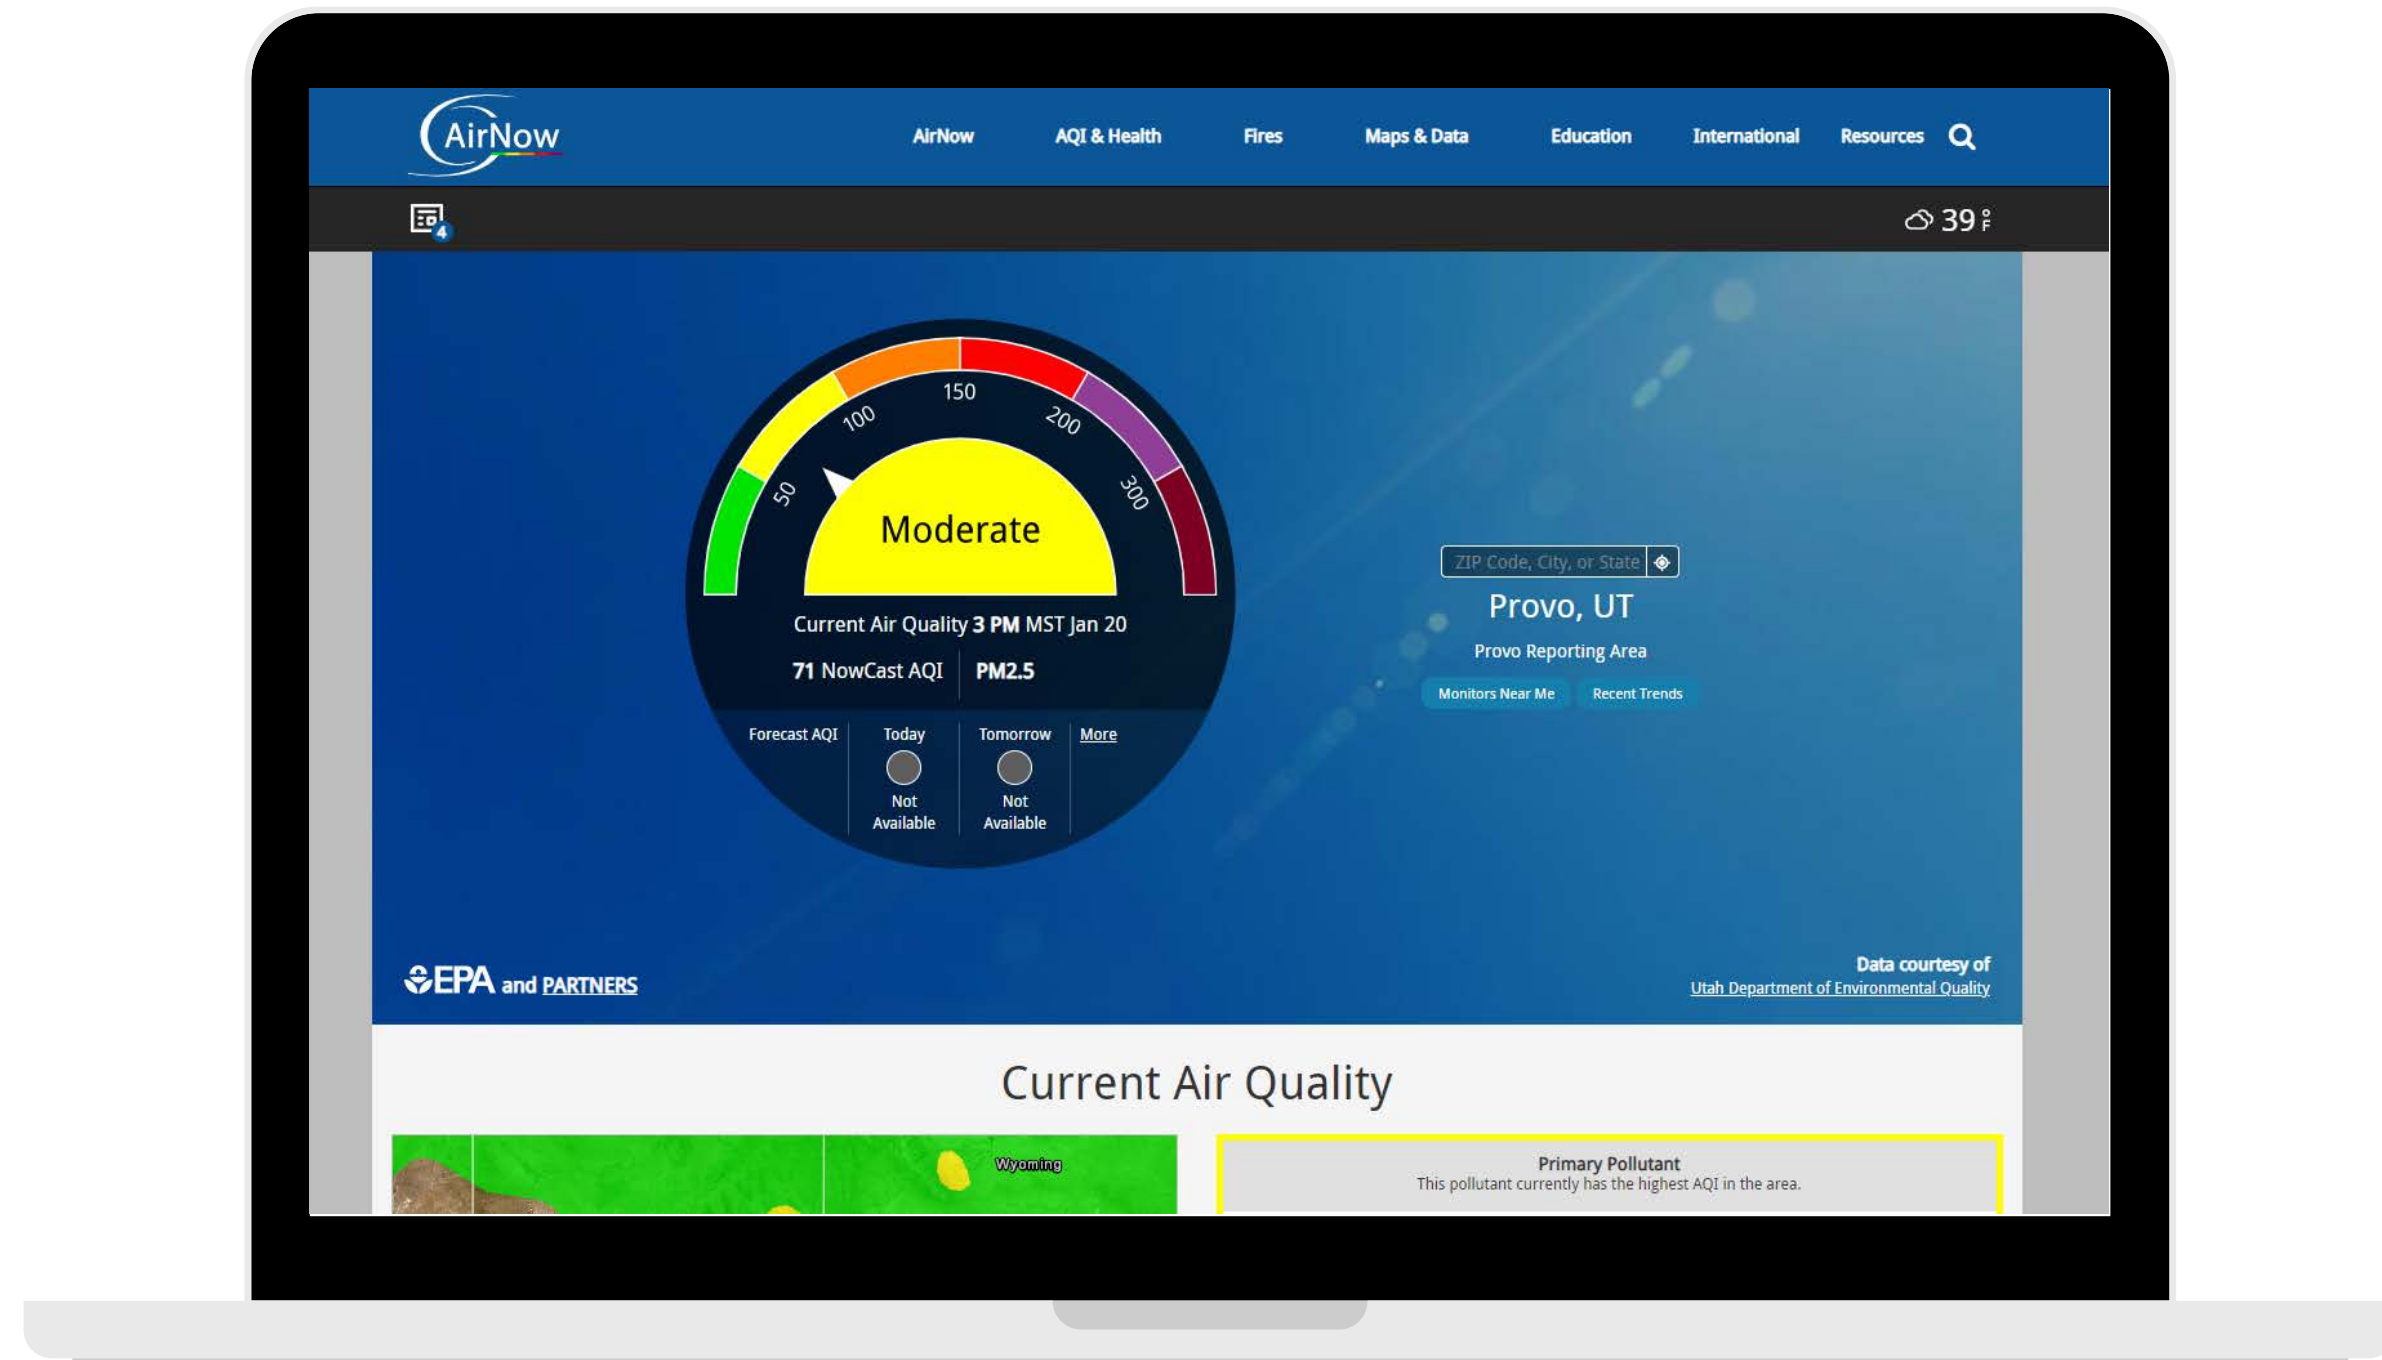 AirNow
AirNow AQI & Health Fires Maps & Data Education International Resources
4
39 °F
50
100
150
200
300
Moderate
Current Air Quality 3 PM MST Jan 20
71 NowCast AQI PM2.5
Forecast AQI Today Tomorrow More
Not Available
Not Available
ZIP Code, City, or State
Provo, UT
Provo Reporting Area
Monitors Near Me Recent Trends
EPA and PARTNERS
Data courtesy of
Utah Department of Environmental Quality
Current Air Quality
Wyoming
Primary Pollutant
This pollutant currently has the highest AQI in the area.